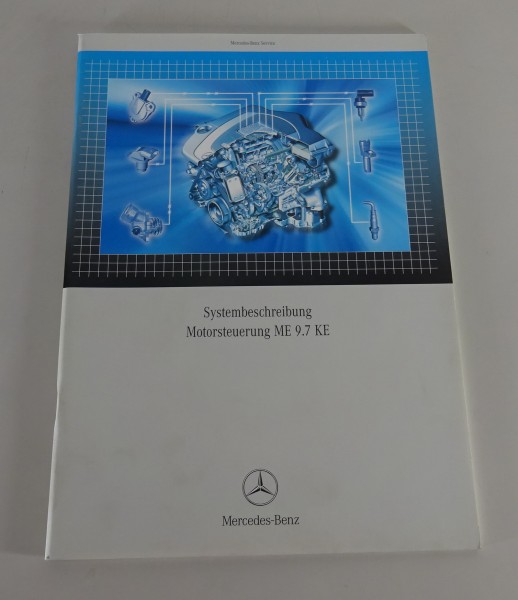 Mercedes-Benz Service
Systembeschreibung
Motorsteuerung ME 9.7 KE
Mercedes-Benz